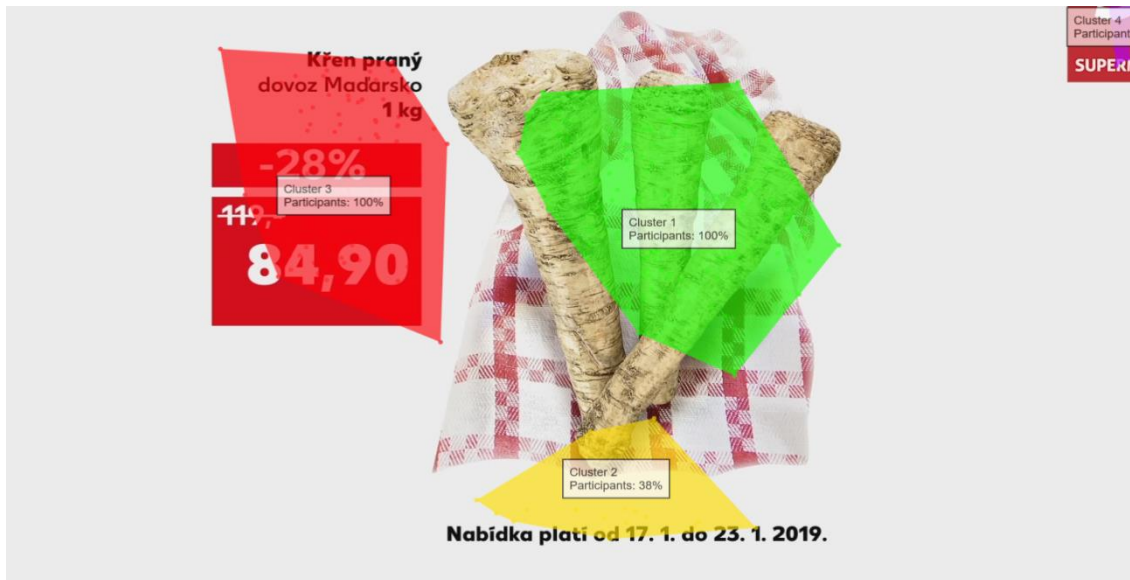 Křen praný
dovoz Maďarsko
1 kg
-28%
119,-
84,90
Cluster 3
Participants: 100%
Cluster 1
Participants: 100%
Cluster 2
Participants: 38%
Cluster 4
Nabídka platí od 17. 1. do 23. 1. 2019.